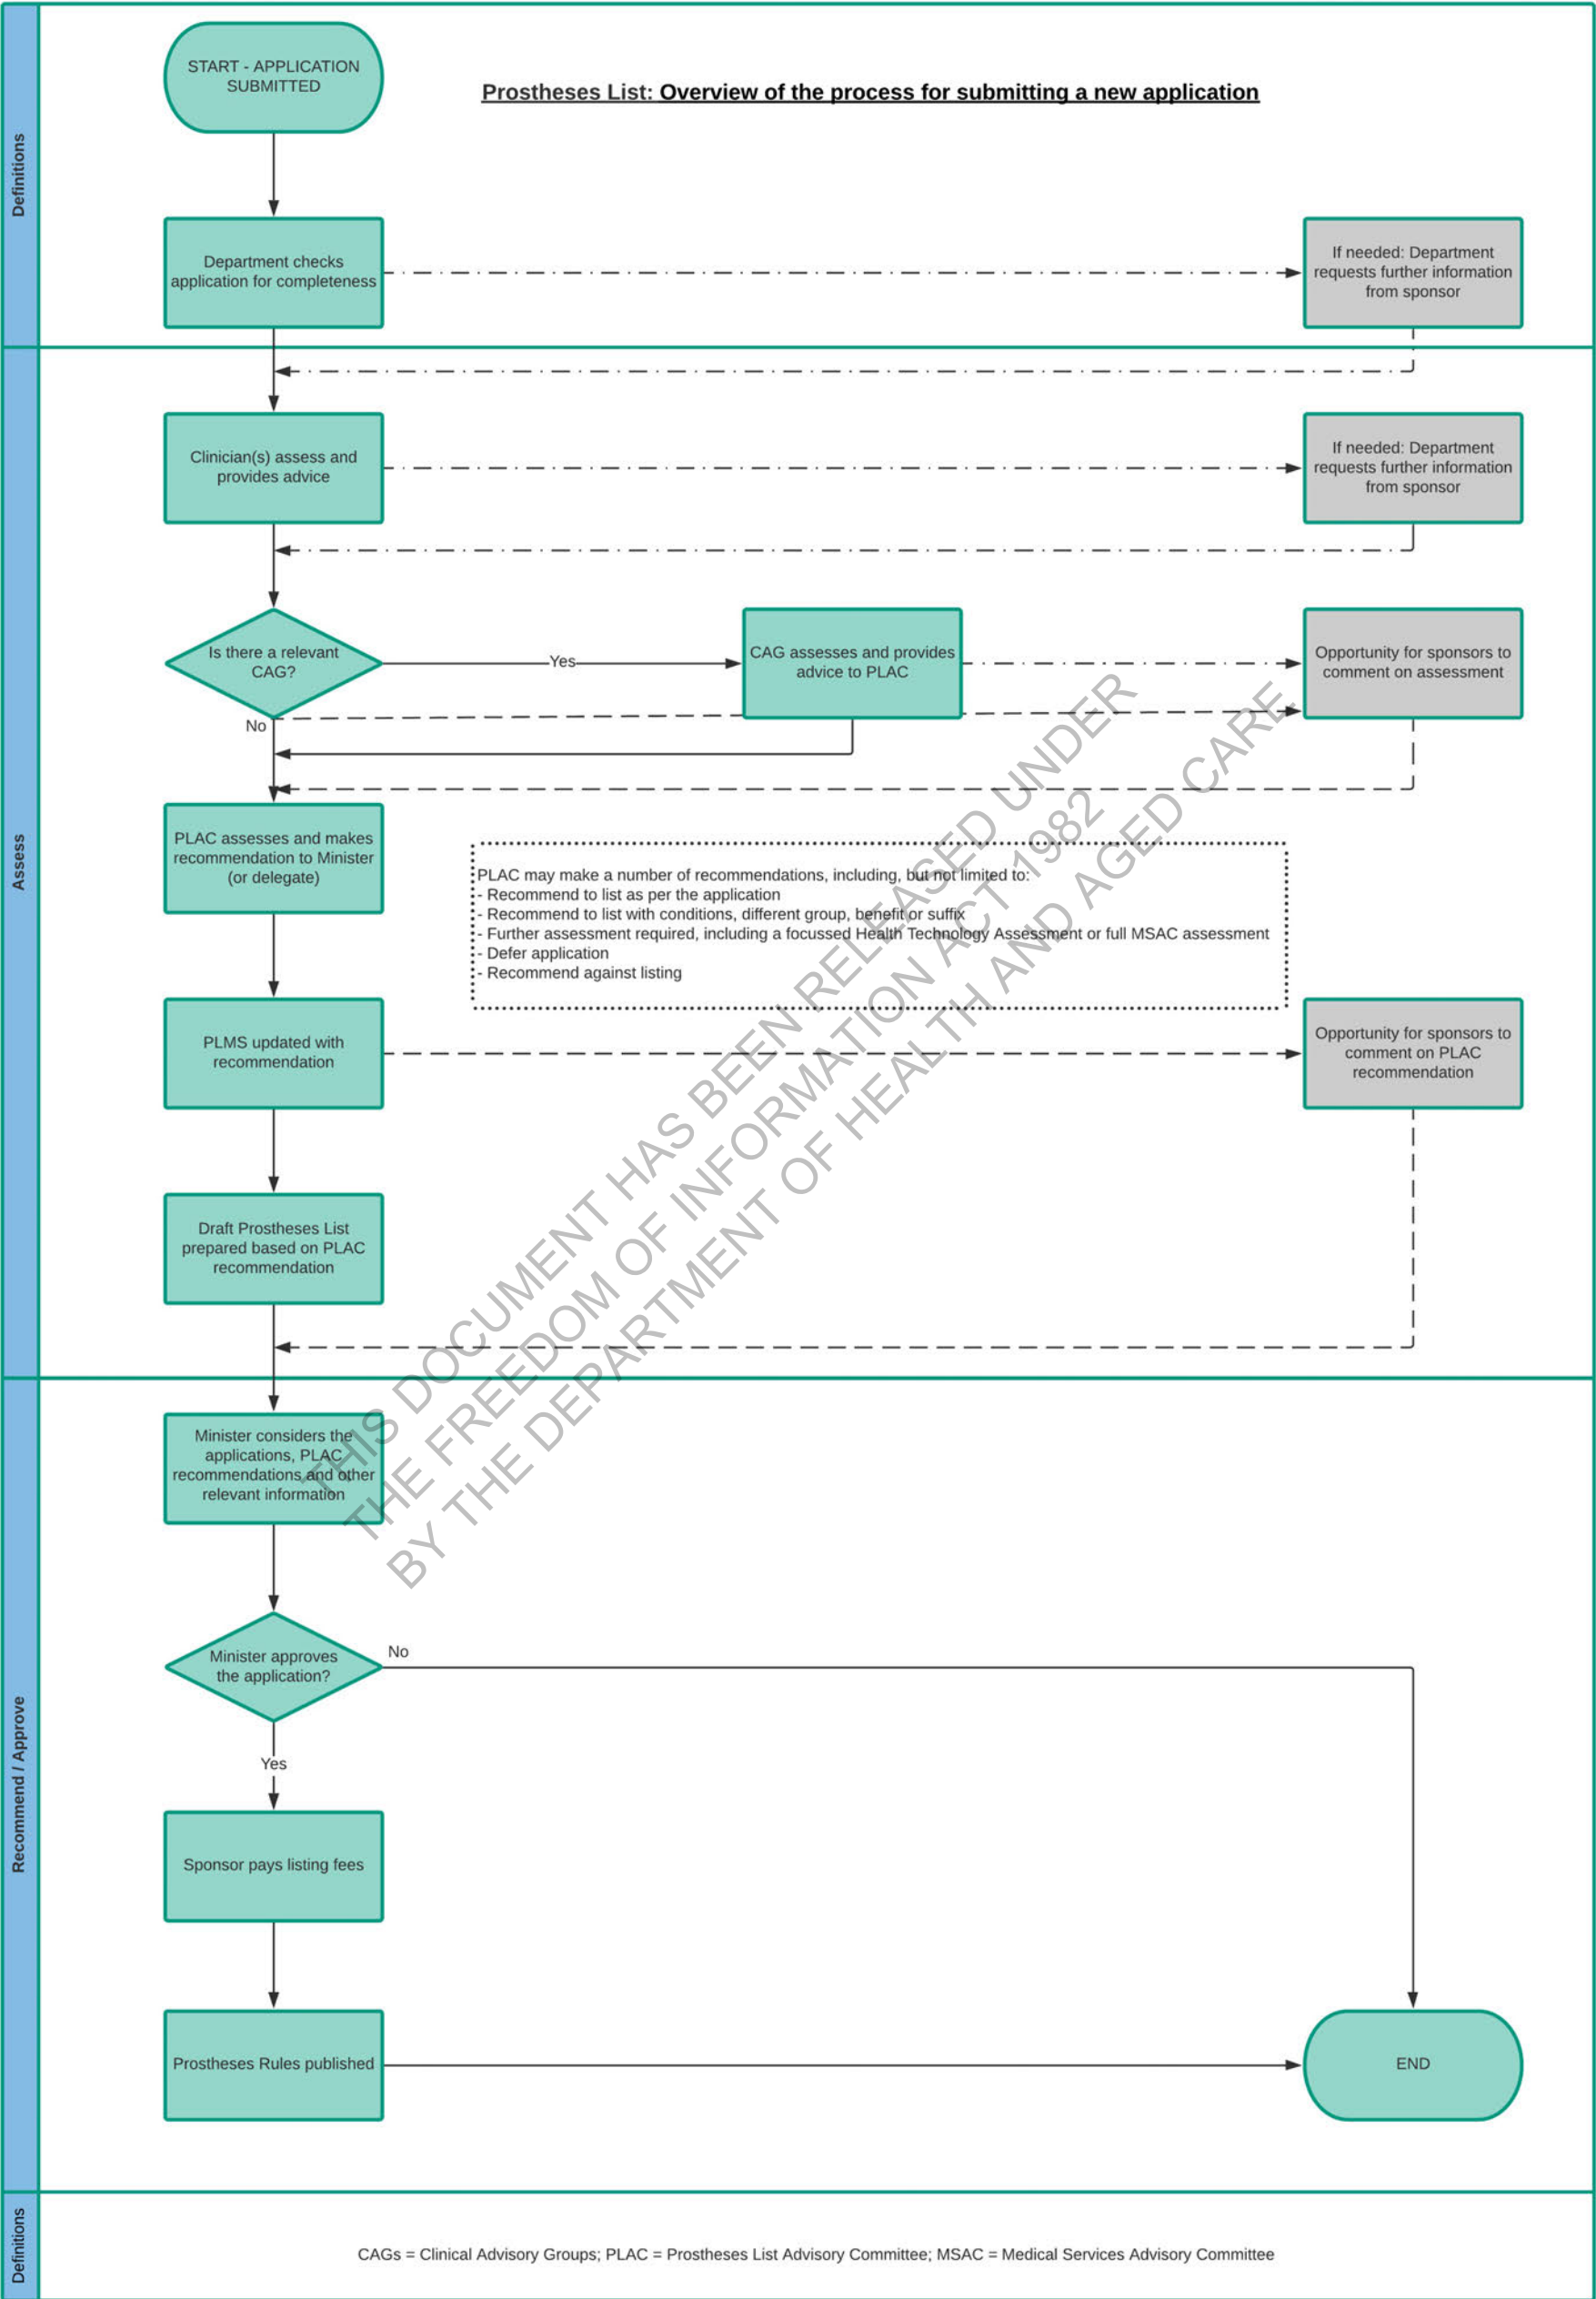 Definitions
START - APPLICATION
SUBMITTED
Prostheses List: Overview of the process for submitting a new application
Department checks
application for completeness
If needed: Department
requests further information
from sponsor
Assess
Clinician(s) assess and
provides advice
If needed: Department
requests further information
from sponsor
Is there a relevant
CAG?
Yes
No
CAG assesses and provides
advice to PLAC
Opportunity for sponsors to
comment on assessment
PLAC assesses and makes
recommendation to Minister
(or delegate)
PLAC may make a number of recommendations, including, but not limited to:
- Recommend to list as per the application
- Recommend to list with conditions, different group, benefit or suffix
- Further assessment required, including a focussed Health Technology Assessment or full MSAC assessment
- Defer application
- Recommend against listing
PLMS updated with
recommendation
Opportunity for sponsors to
comment on PLAC
recommendation
Draft Prostheses List
prepared based on PLAC
recommendation
Recommend / Approve
Minister considers the
applications, PLAC
recommendations and other
relevant information
Minister approves
the application?
No
Yes
Sponsor pays listing fees
Prostheses Rules published
END
Definitions
CAGs = Clinical Advisory Groups; PLAC = Prostheses List Advisory Committee; MSAC = Medical Services Advisory Committee
THIS DOCUMENT HAS BEEN RELEASED UNDER
THE FREEDOM OF INFORMATION ACT 1982
BY THE DEPARTMENT OF HEALTH AND AGED CARE.